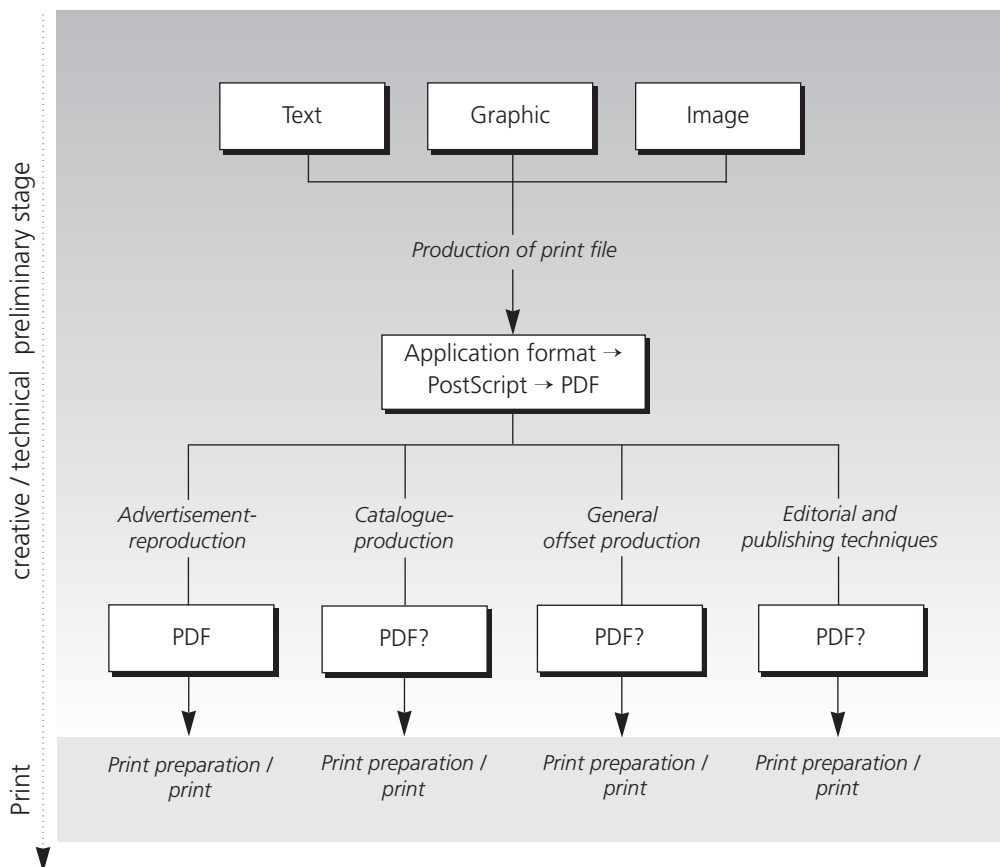 Text
Graphic
Image
Production of print file
Application format →
PostScript → PDF
Advertisement-
reproduction
Catalogue-
production
General
offset production
Editorial and
publishing techniques
PDF
PDF?
PDF?
PDF?
Print preparation /
print
Print preparation /
print
Print preparation /
print
Print preparation /
print
creative / technical preliminary stage
Print